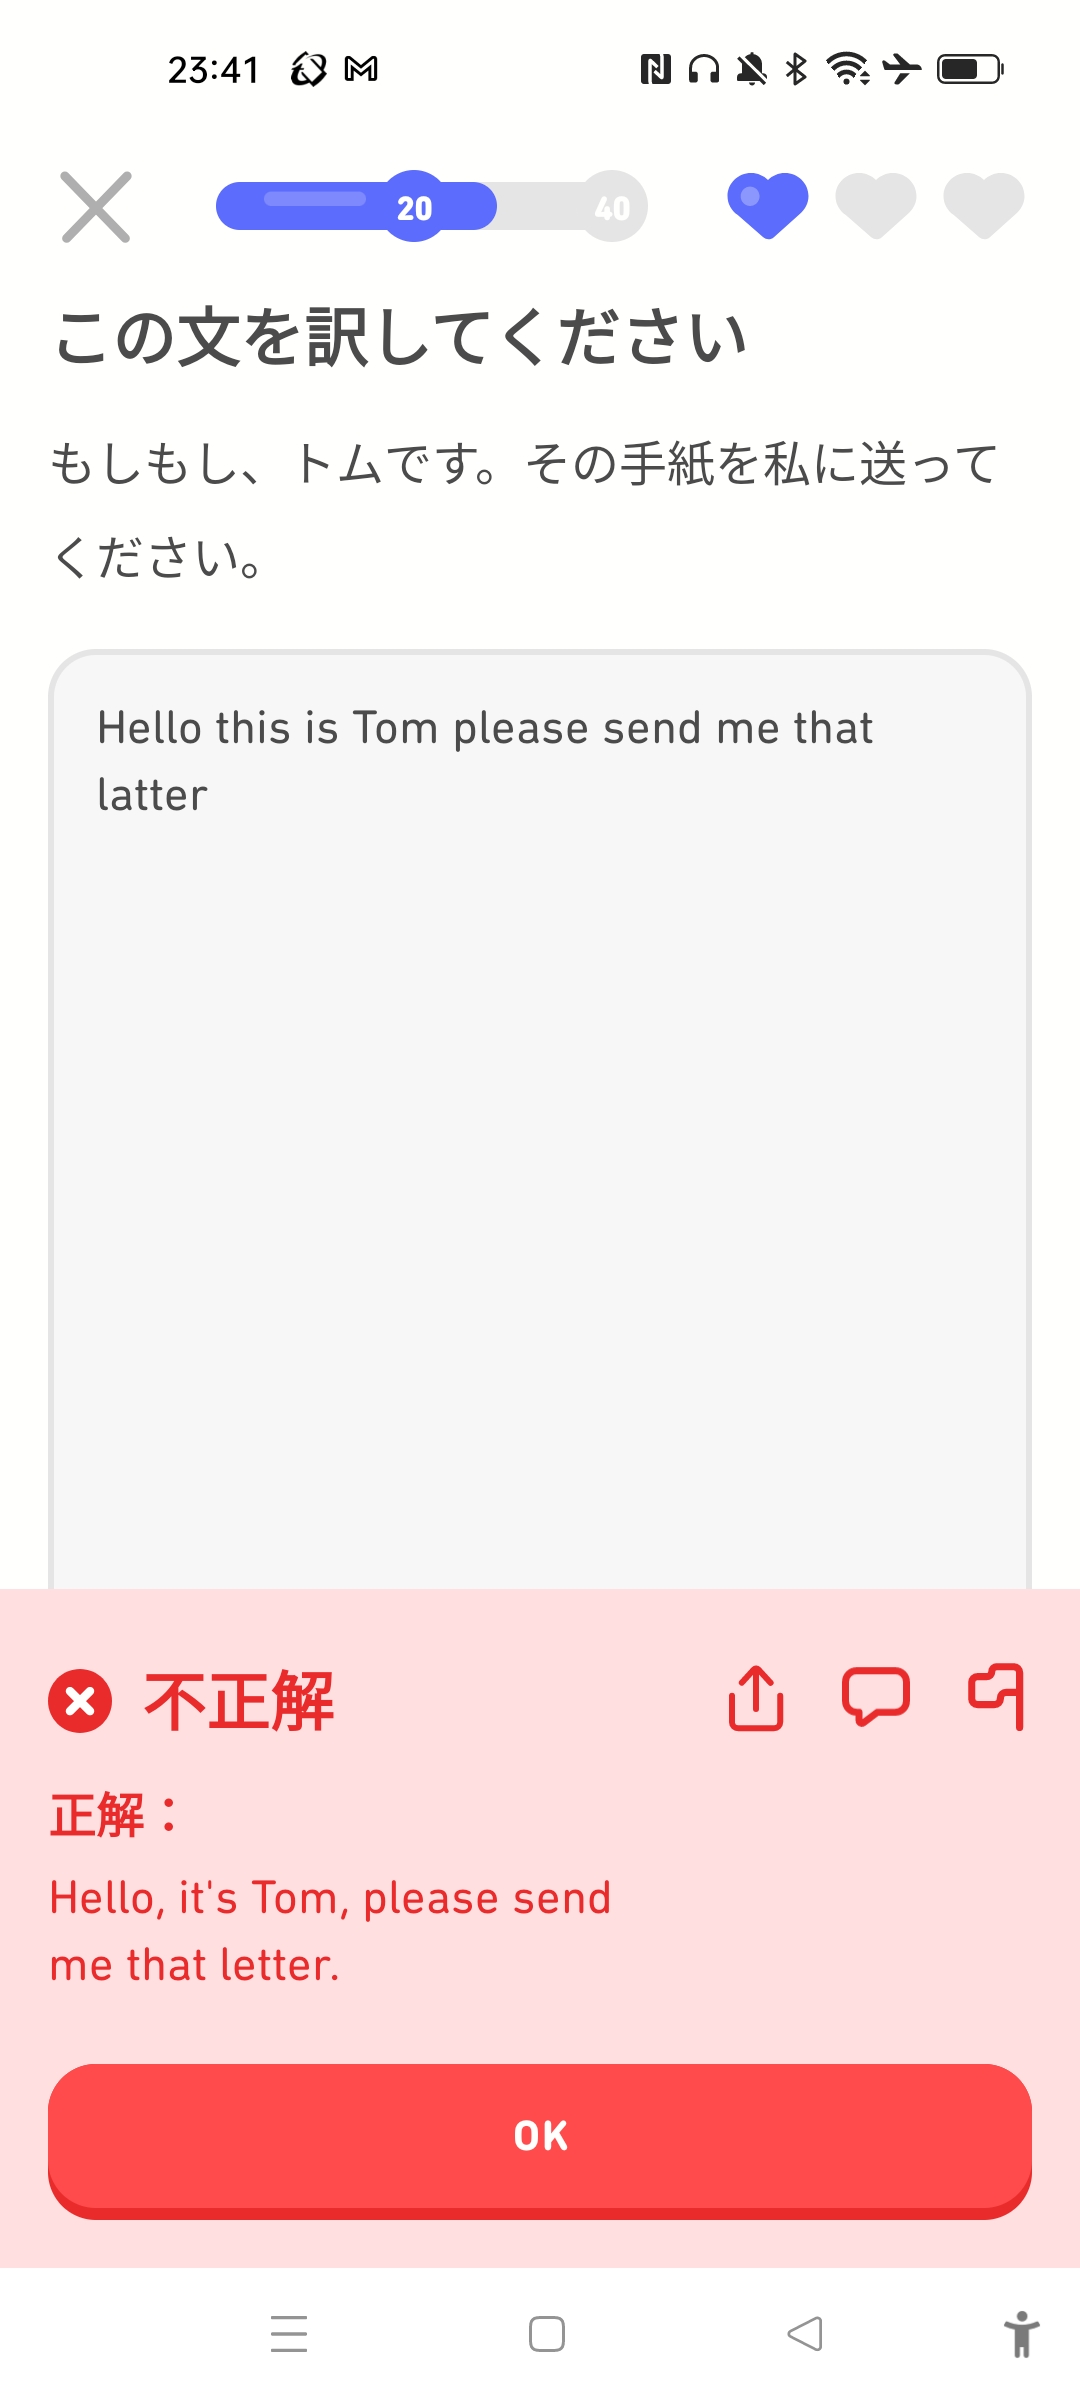 23:41
20
40
この文を訳してください
もしもし、トムです。その手紙を私に送って
ください。
Hello this is Tom please send me that
latter
不正解
正解：
Hello, it's Tom, please send
me that letter.
OK